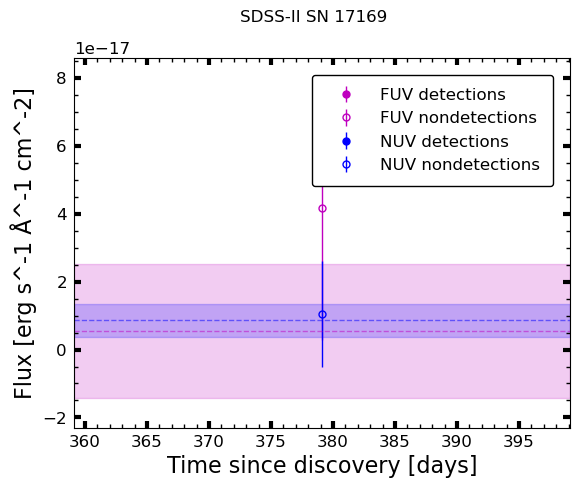 SDSS-II SN 17169
1e−17
FUV detections
FUV nondetections
NUV detections
NUV nondetections
8
6
4
2
0
−2
Flux [erg s^-1 Å^-1 cm^-2]
360 365 370 375 380 385 390 395
Time since discovery [days]